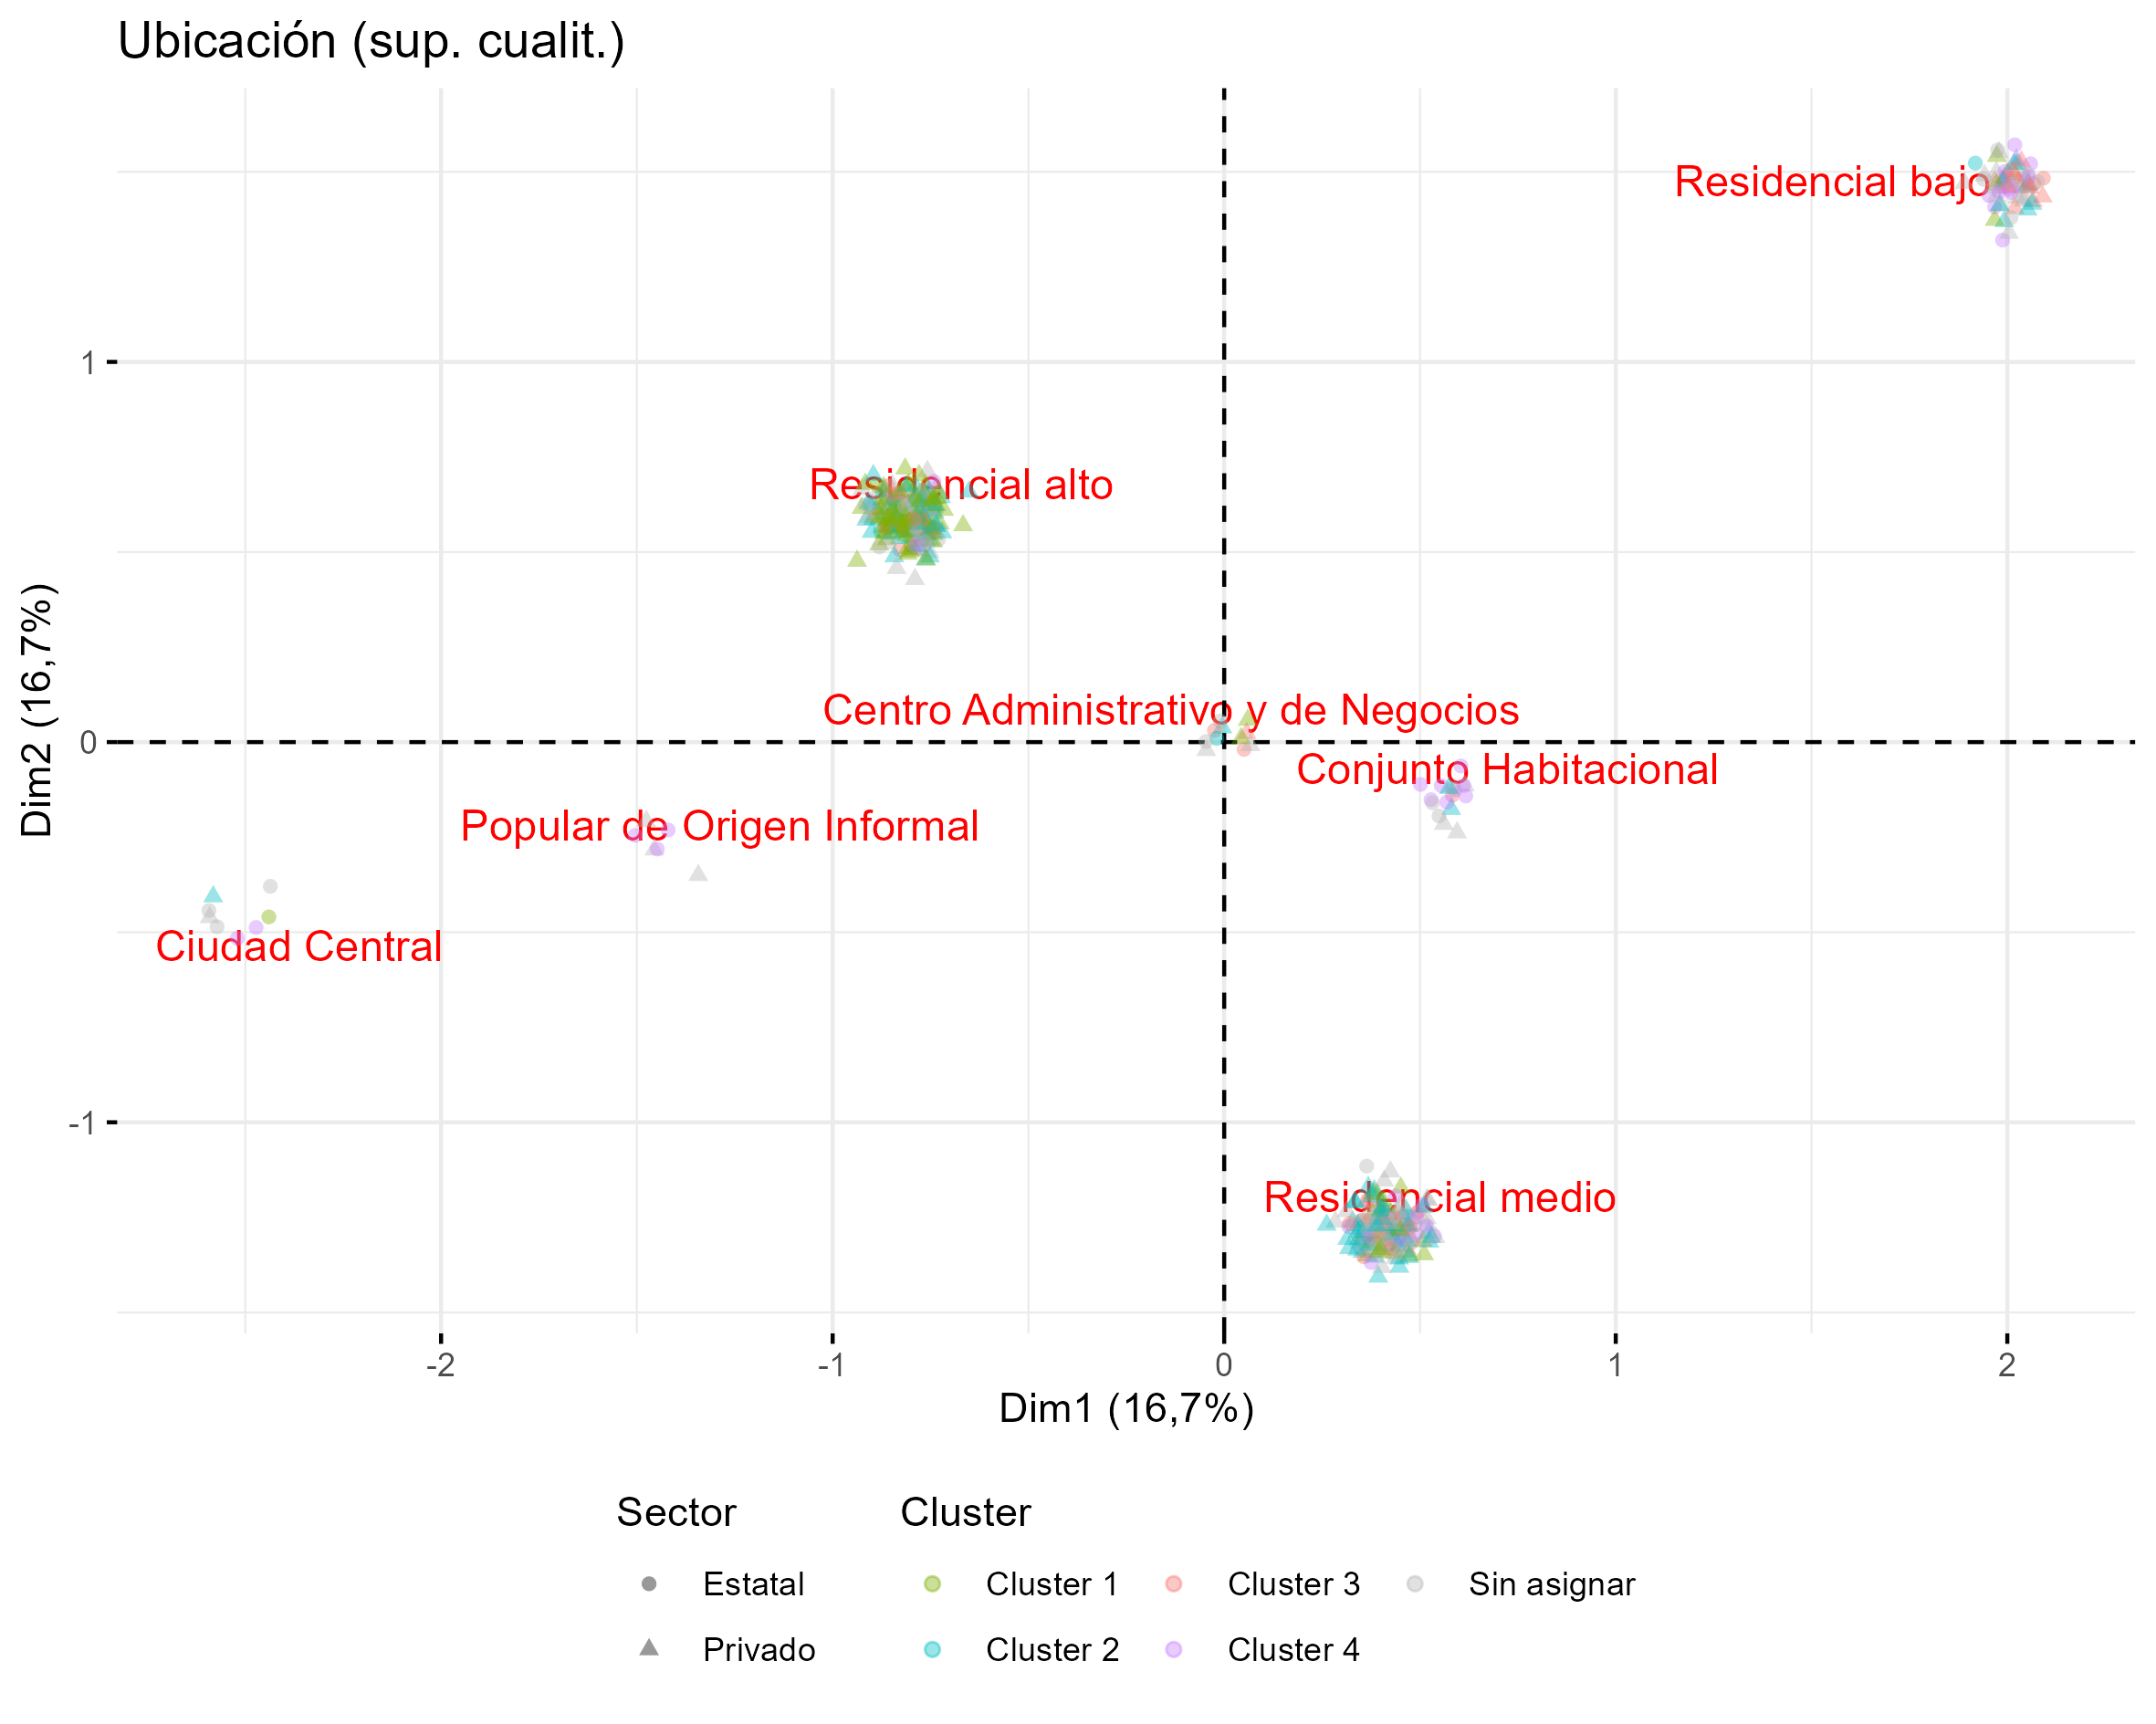 Ubicación (sup. cualit.)
Residencial bajo
1
Residencial alto
Centro Administrativo y de Negocios
0
Conjunto Habitacional
Popular de Origen Informal
Ciudad Central
-1
Residencial medio
Dim2 (16,7%)
-2 -1 0 1 2
Dim1 (16,7%)
Sector Cluster
Estatal Cluster 1 Cluster 3 Sin asignar
Privado Cluster 2 Cluster 4